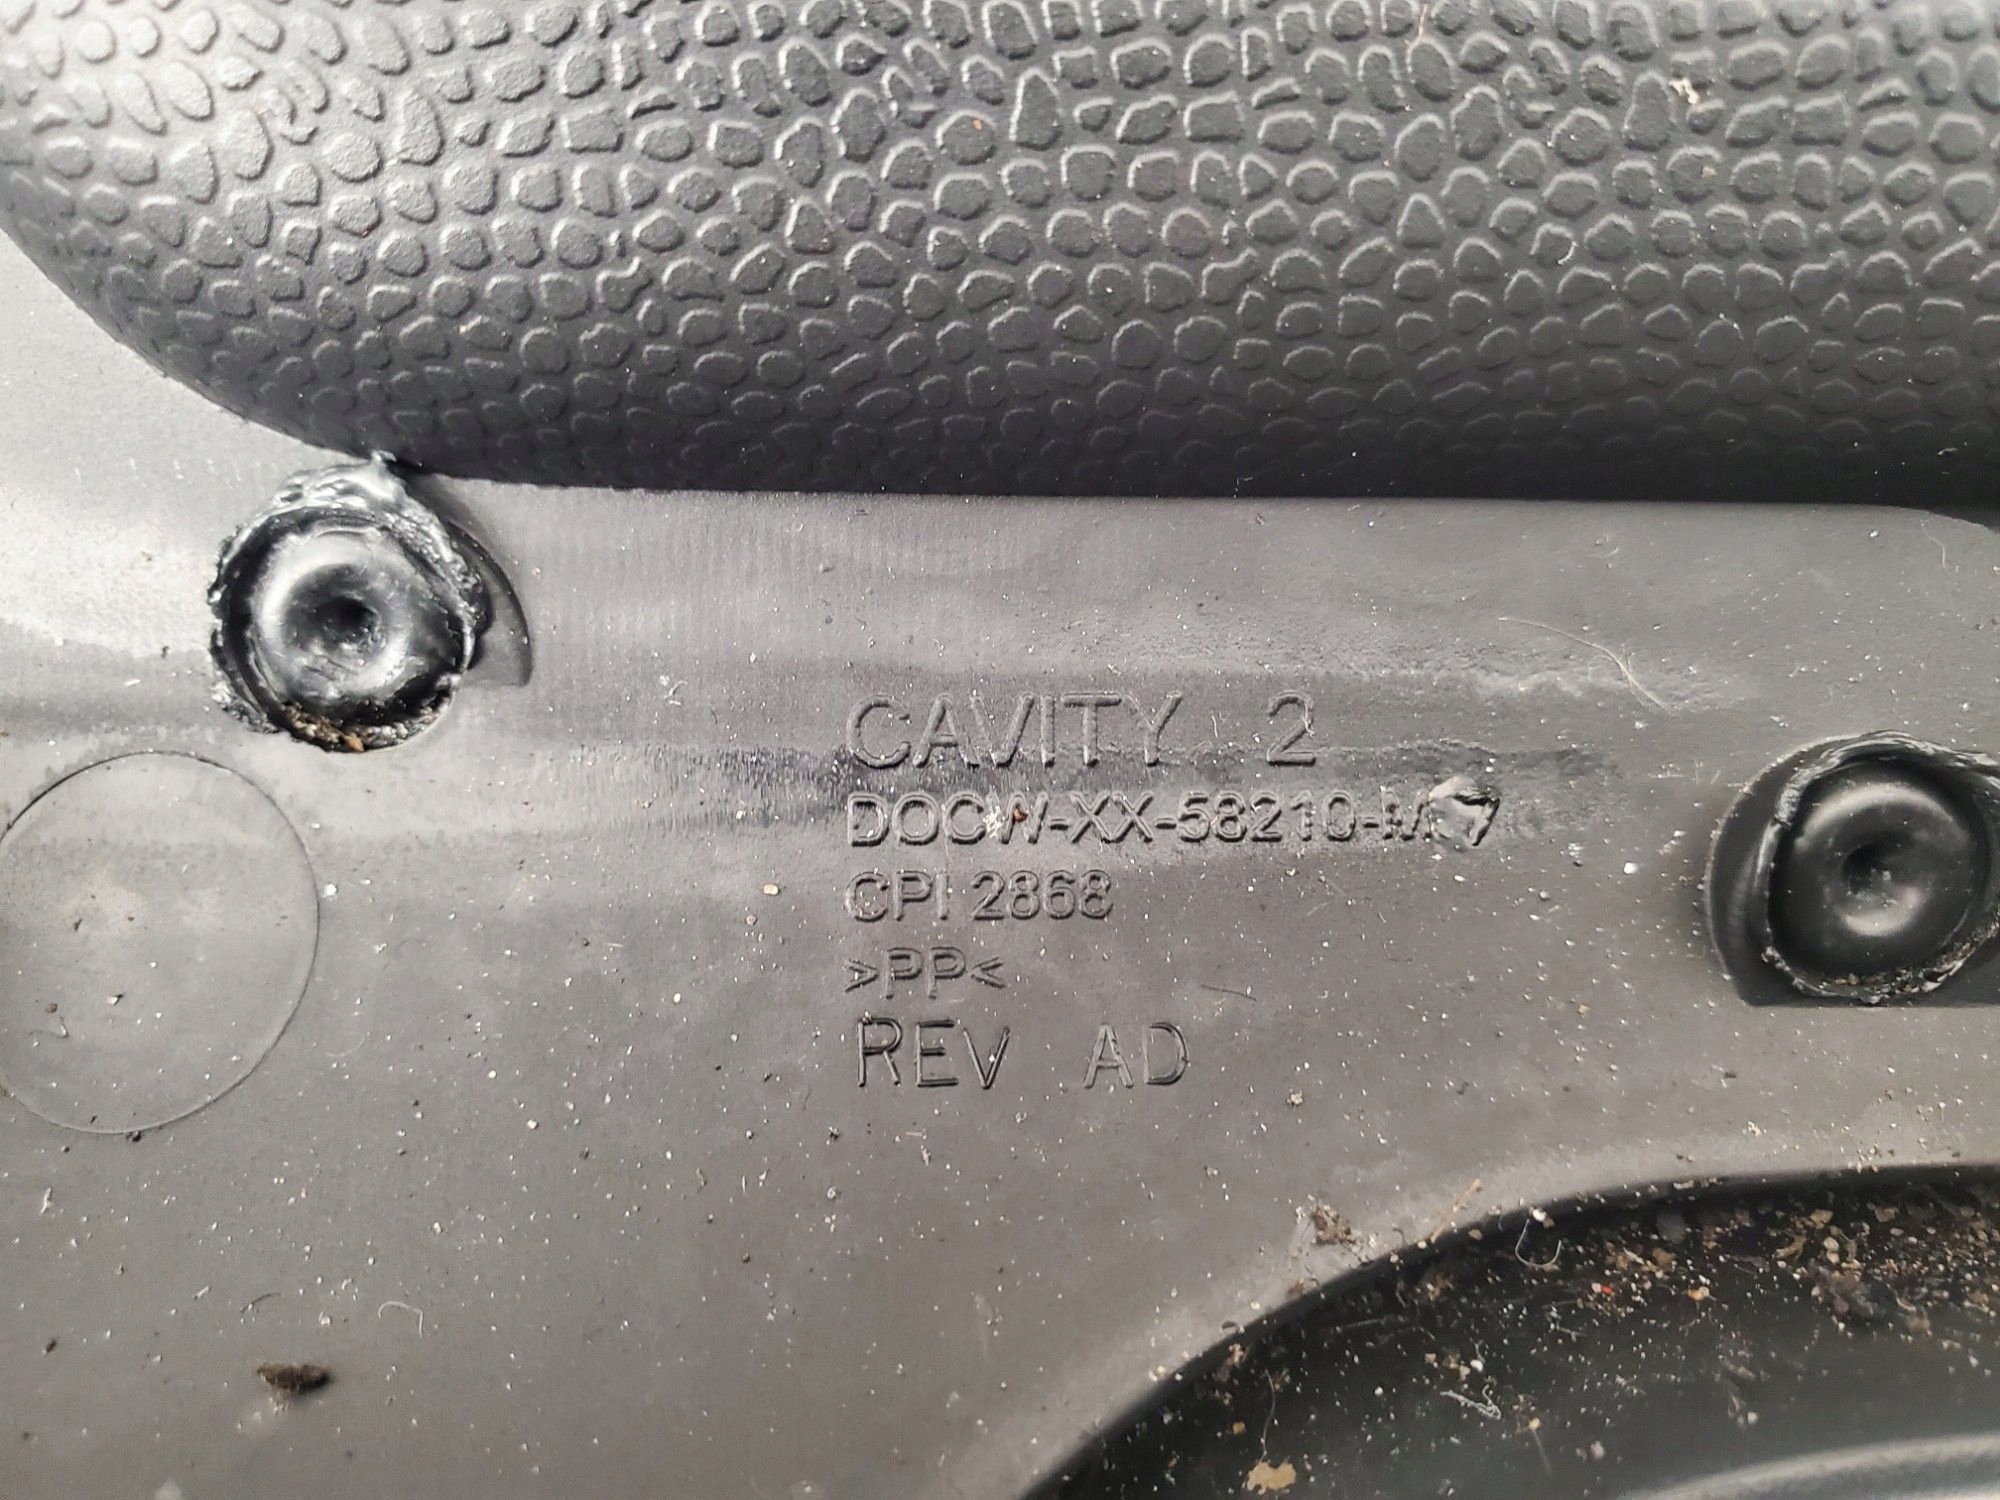 CAVITY 2
DOCW-XX-58210-M
CPI 2868
>PP<
REV AD